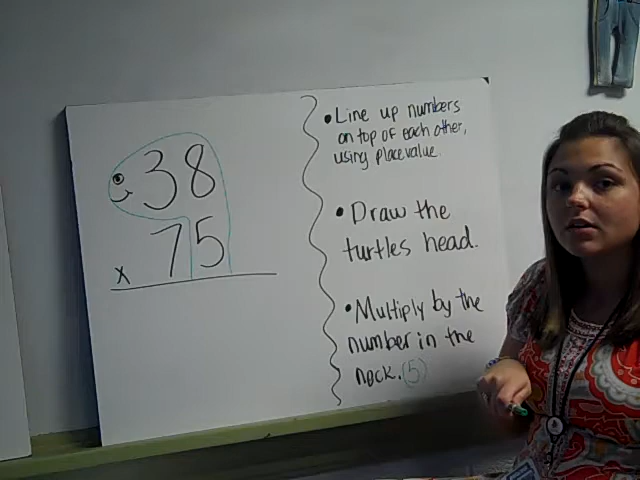 38
x 75
• Line up numbers
on top of each other,
using place value.
• Draw the
turtles head.
• Multiply by the
number in the
neck. (5)